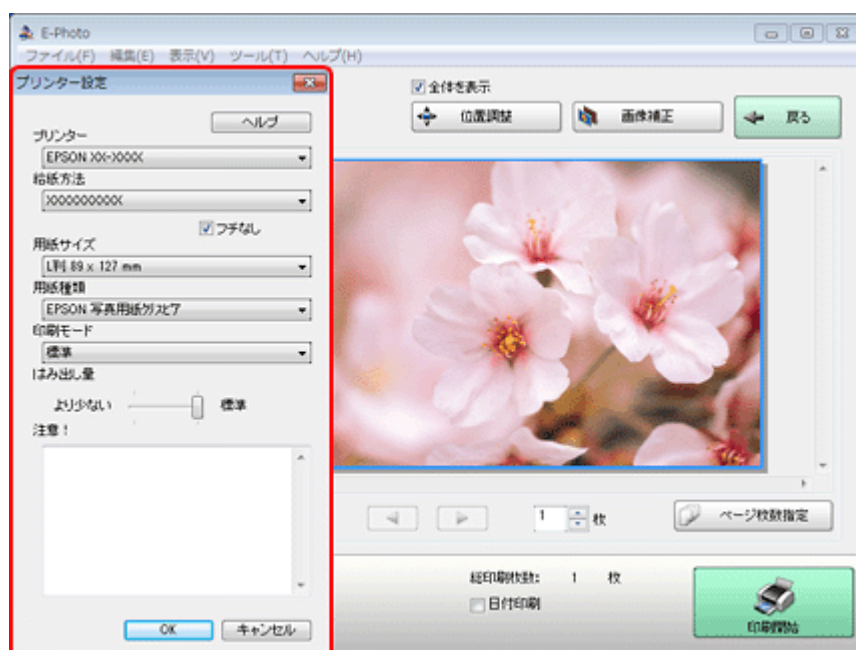 E-Photo
ファイル(F) 編集(E) 表示(V) ツール(T) ヘルプ(H)
プリンター設定
ヘルプ
プリンター
EPSON XX-XXXX
給紙方法
XXXXXXXXXX
フチなし
用紙サイズ
L判 89 x 127 mm
用紙種類
EPSON 写真用紙クリスピア
印刷モード
標準
はみ出し量
より少ない 標準
注意!
OK キャンセル
全体を表示
位置調整 画像補正 戻る
1 枚 ページ枚数指定
総印刷枚数: 1 枚
日付印刷
印刷開始